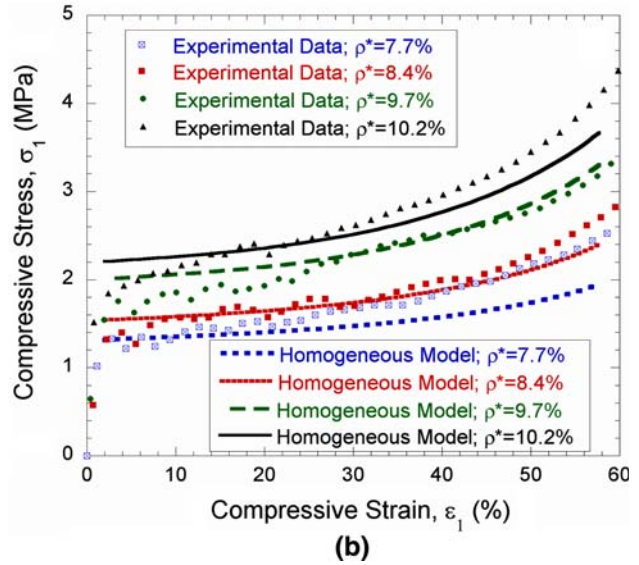 5
4
3
2
1
0
Compressive Stress, σ₁ (MPa)
Experimental Data; ρ*=7.7%
Experimental Data; ρ*=8.4%
Experimental Data; ρ*=9.7%
Experimental Data; ρ*=10.2%
Homogeneous Model; ρ*=7.7%
Homogeneous Model; ρ*=8.4%
Homogeneous Model; ρ*=9.7%
Homogeneous Model; ρ*=10.2%
0 10 20 30 40 50 60
Compressive Strain, ε₁ (%)
(b)